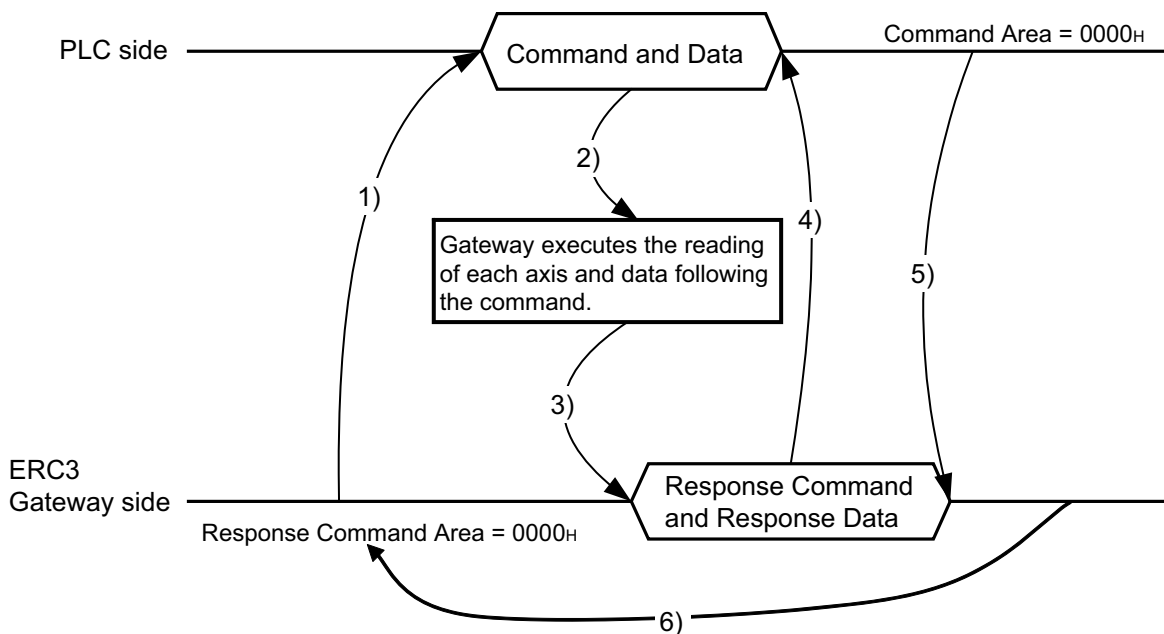 PLC side
Command and Data
Command Area = 0000H
1)
2)
Gateway executes the reading
of each axis and data following
the command.
4)
5)
3)
ERC3
Gateway side
Response Command
and Response Data
Response Command Area = 0000H
6)